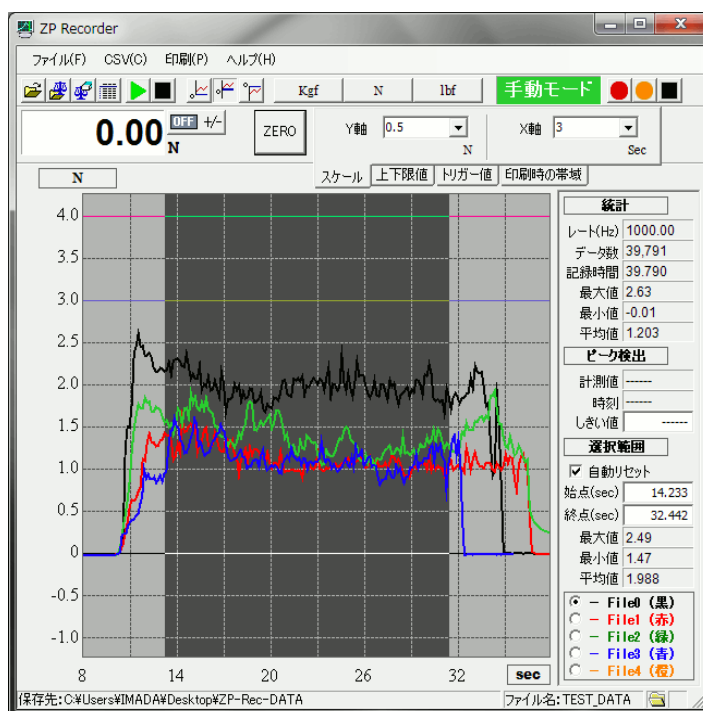 ZP Recorder
ファイル(F) CSV(C) 印刷(P) ヘルプ(H)
Kgf N lbf 手動モード
0.00 OFF +/- N ZERO Y軸 0.5 N X軸 3 Sec
スケール 上下限値 トリガー値 印刷時の帯域
N
4.0
3.5
3.0
2.5
2.0
1.5
1.0
0.5
0
-0.5
-1.0
8 14 20 26 32 sec
統計
レート(Hz) 1000.00
データ数 39,791
記録時間 39.790
最大値 2.63
最小値 -0.01
平均値 1.203
ピーク検出
計測値 ------
時刻 ------
しきい値 ------
選択範囲
自動リセット
始点(sec) 14.233
終点(sec) 32.442
最大値 2.49
最小値 1.47
平均値 1.988
− File0 (黒)
− File1 (赤)
− File2 (緑)
− File3 (青)
− File4 (橙)
保存先:C:¥Users¥IMADA¥Desktop¥ZP-Rec-DATA ファイル名:TEST_DATA